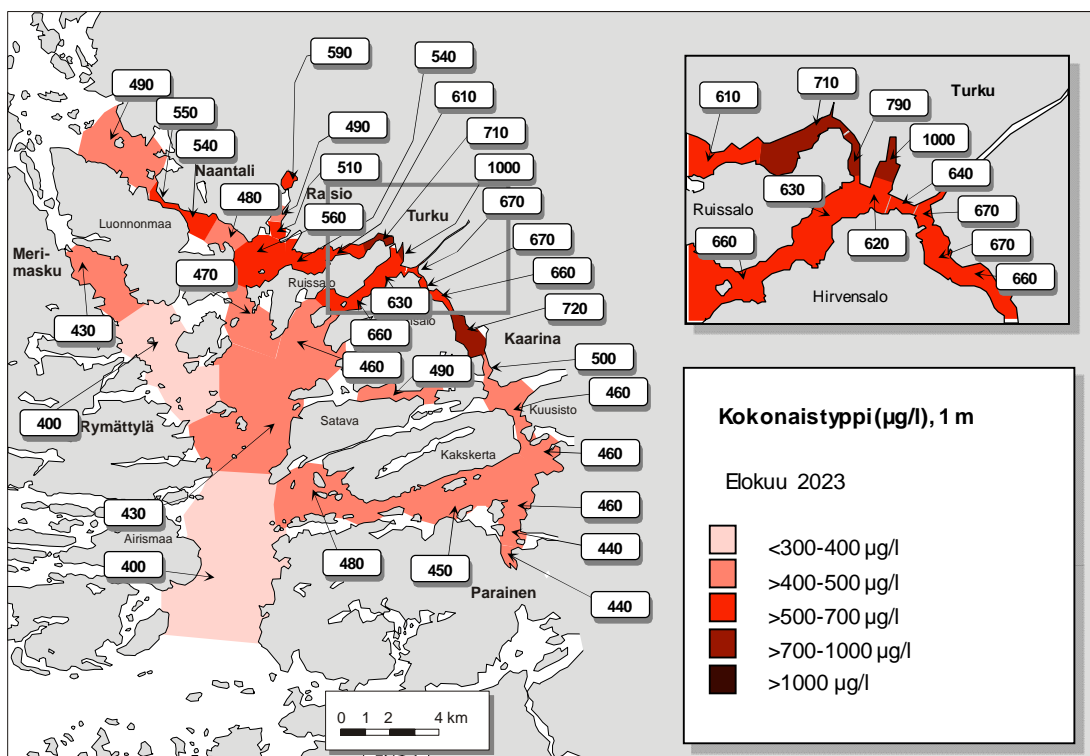 590
540
490
610
550
490
710
540
Naantali
510
1000
480
Raisio
560
Turku
670
Luonnonmaa
Meri-
masku
670
470
Ruissalo
660
630
720
430
660
Kaarina
460
490
500
400
Rymättylä
Satava
Kuusisto
460
Kakskerta
460
430
460
Airismaa
440
400
480
450
Parainen
440
0 1 2 4 km
710
790
Turku
610
1000
630
640
Ruissalo
670
660
620
670
660
Hirvensalo
Kokonaistyppi (µg/l), 1 m
Elokuu 2023
<300-400 µg/l
>400-500 µg/l
>500-700 µg/l
>700-1000 µg/l
>1000 µg/l